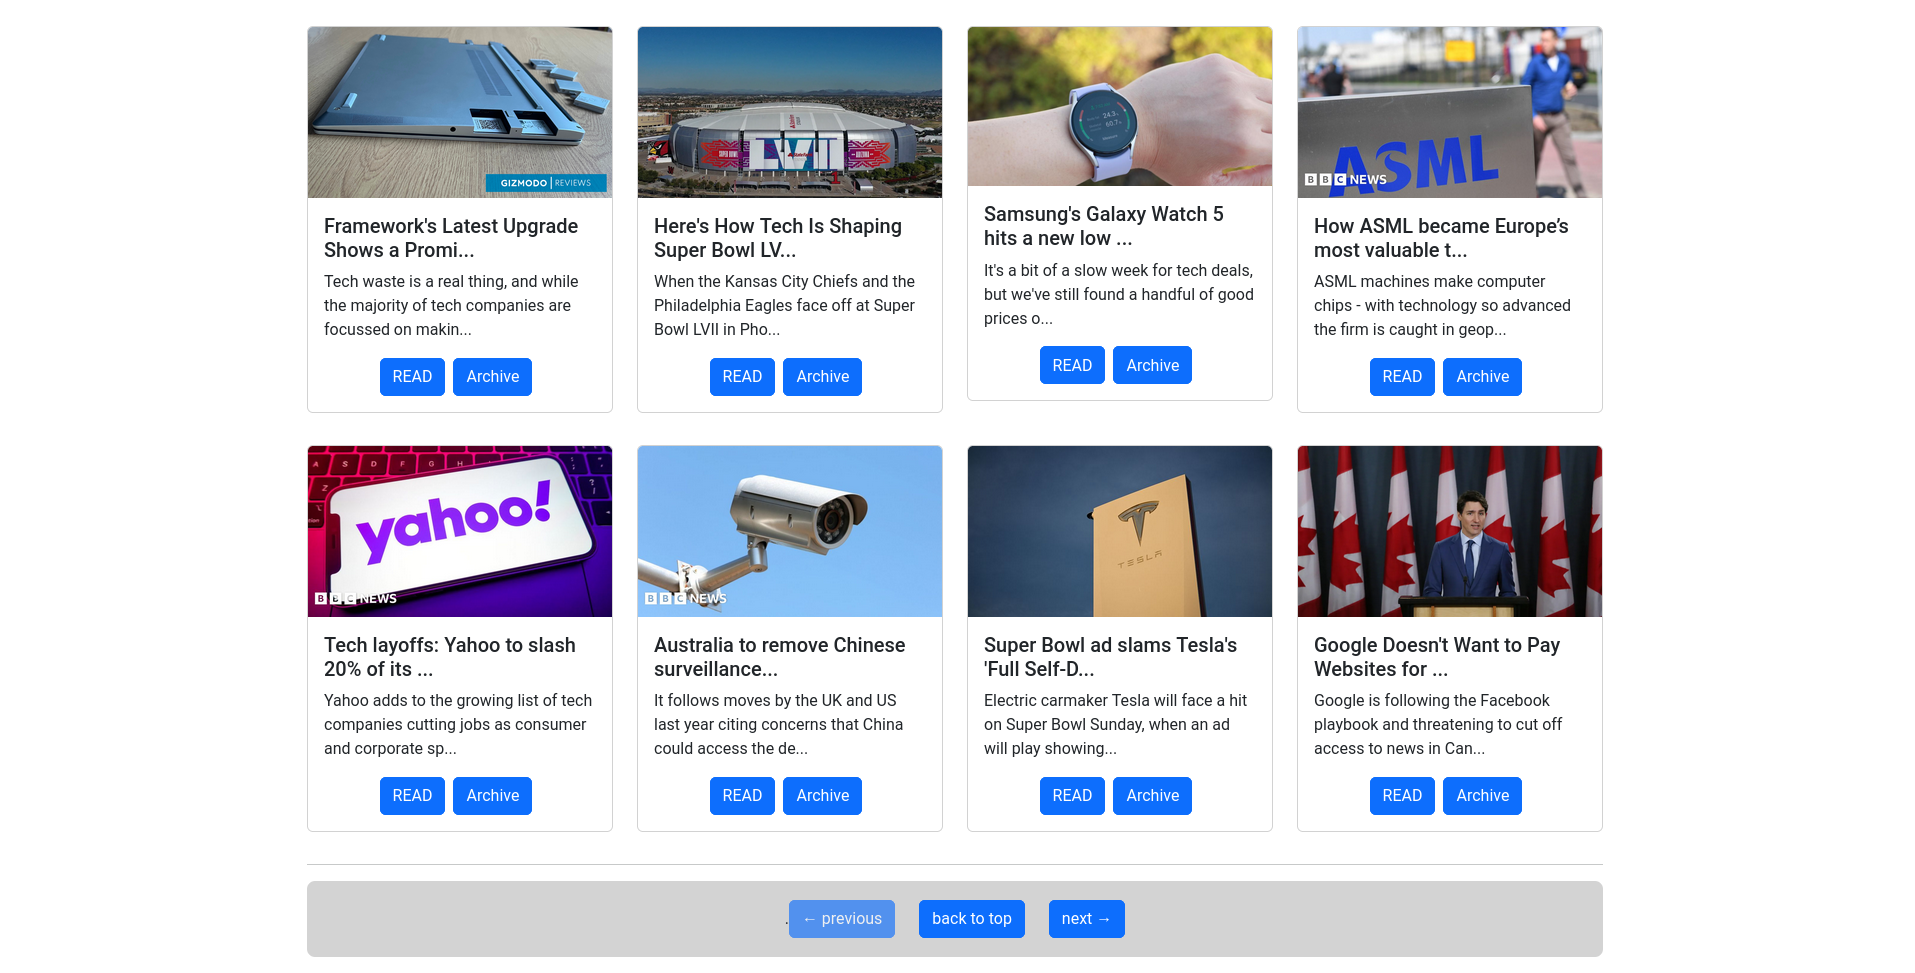 GIZMODO | REVIEWS
SUPER BOWL
LVII
ARIZONA
24.3
60.7
ASML
BBC NEWS
Framework's Latest Upgrade
Shows a Promi...
Tech waste is a real thing, and while
the majority of tech companies are
focussed on makin...
READ Archive
Here's How Tech Is Shaping
Super Bowl LV...
When the Kansas City Chiefs and the
Philadelphia Eagles face off at Super
Bowl LVII in Pho...
READ Archive
Samsung's Galaxy Watch 5
hits a new low ...
It's a bit of a slow week for tech deals,
but we've still found a handful of good
prices o...
READ Archive
How ASML became Europe’s
most valuable t...
ASML machines make computer
chips - with technology so advanced
the firm is caught in geop...
READ Archive
A S D F G H
Z
yahoo!
BBC NEWS
BBC NEWS
TESLA
Tech layoffs: Yahoo to slash
20% of its ...
Yahoo adds to the growing list of tech
companies cutting jobs as consumer
and corporate sp...
READ Archive
Australia to remove Chinese
surveillance...
It follows moves by the UK and US
last year citing concerns that China
could access the de...
READ Archive
Super Bowl ad slams Tesla's
'Full Self-D...
Electric carmaker Tesla will face a hit
on Super Bowl Sunday, when an ad
will play showing...
READ Archive
Google Doesn't Want to Pay
Websites for ...
Google is following the Facebook
playbook and threatening to cut off
access to news in Can...
READ Archive
. ← previous back to top next →